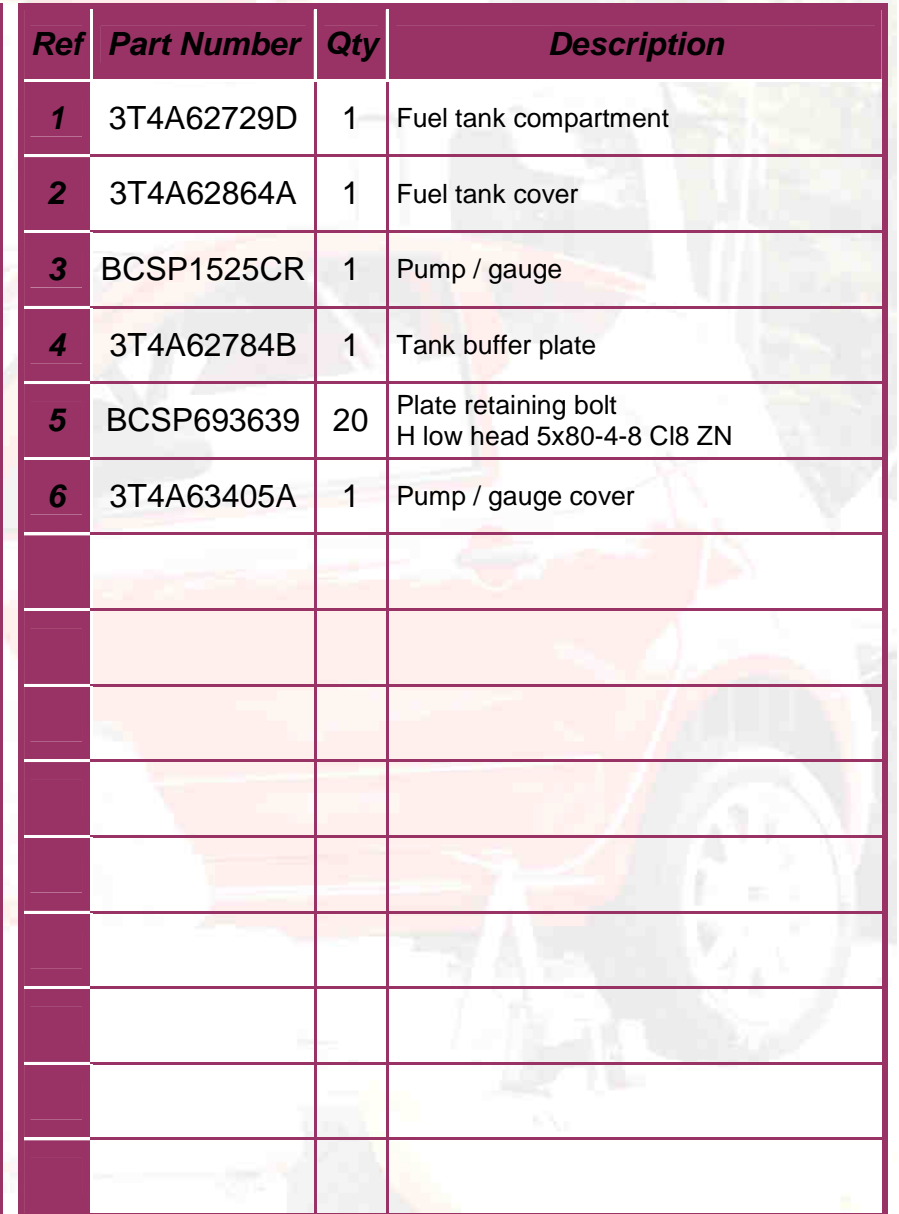 Ref Part Number Qty Description
1 3T4A62729D 1 Fuel tank compartment
2 3T4A62864A 1 Fuel tank cover
3 BCSP1525CR 1 Pump / gauge
4 3T4A62784B 1 Tank buffer plate
5 BCSP693639 20 Plate retaining bolt
H low head 5x80-4-8 Cl8 ZN
6 3T4A63405A 1 Pump / gauge cover